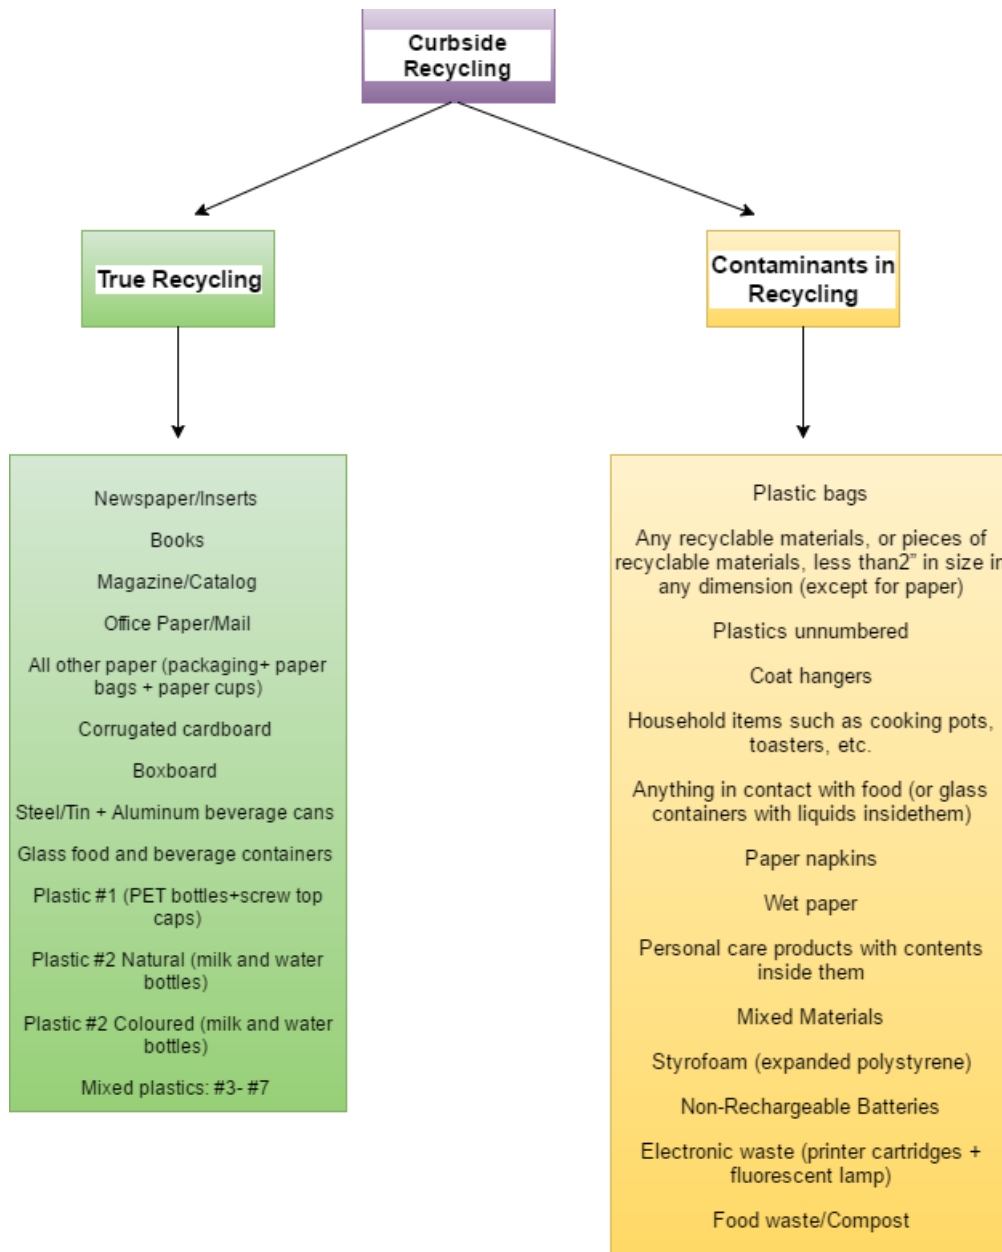 Curbside
Recycling
True Recycling
Contaminants in
Recycling
Newspaper/Inserts
Books
Magazine/Catalog
Office Paper/Mail
All other paper (packaging+ paper
bags + paper cups)
Corrugated cardboard
Boxboard
Steel/Tin + Aluminum beverage cans
Glass food and beverage containers
Plastic #1 (PET bottles+screw top
caps)
Plastic #2 Natural (milk and water
bottles)
Plastic #2 Coloured (milk and water
bottles)
Mixed plastics: #3- #7
Plastic bags
Any recyclable materials, or pieces of
recyclable materials, less than2” in size in
any dimension (except for paper)
Plastics unnumbered
Coat hangers
Household items such as cooking pots,
toasters, etc.
Anything in contact with food (or glass
containers with liquids insidethem)
Paper napkins
Wet paper
Personal care products with contents
inside them
Mixed Materials
Styrofoam (expanded polystyrene)
Non-Rechargeable Batteries
Electronic waste (printer cartridges +
fluorescent lamp)
Food waste/Compost